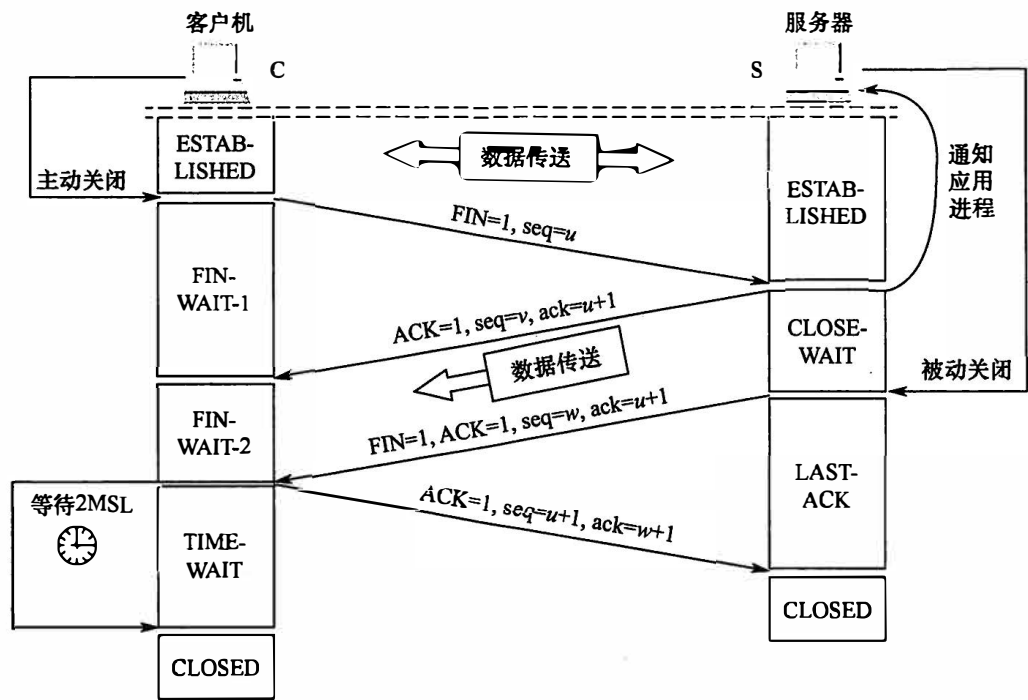 客户机
服务器
C
S
ESTAB-
LISHED
数据传送
通知
应用
进程
主动关闭
ESTAB-
LISHED
FIN=1, seq=u
FIN-
WAIT-1
ACK=1, seq=v, ack=u+1
CLOSE-
WAIT
数据传送
被动关闭
FIN-
WAIT-2
FIN=1, ACK=1, seq=w, ack=u+1
LAST-
ACK
等待2MSL
ACK=1, seq=u+1, ack=w+1
TIME-
WAIT
CLOSED
CLOSED